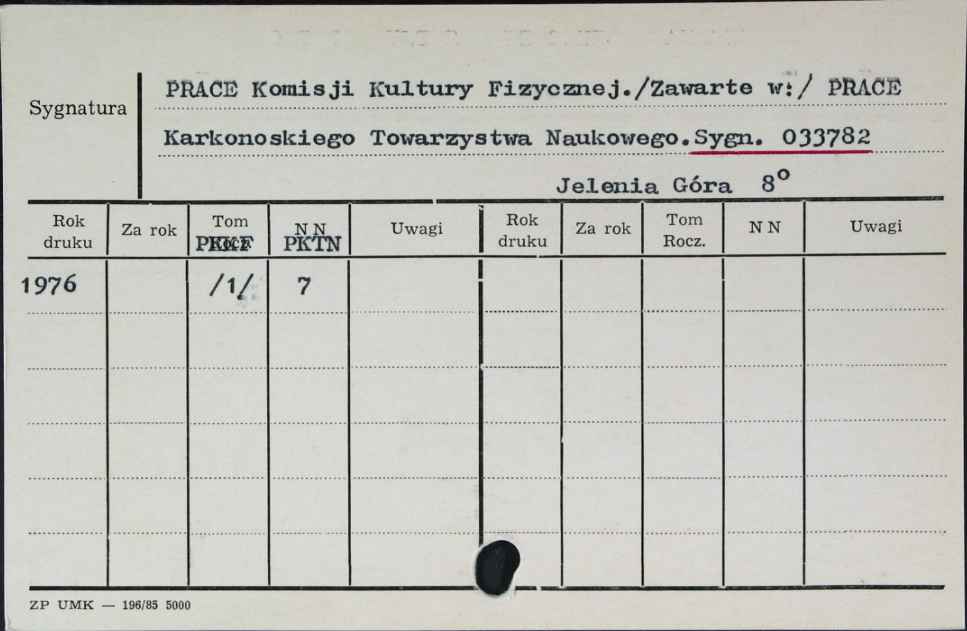 PRACE Komisji Kultury Fizycznej./Zawarte w:/ PRACE
Sygnatura
Karkonoskiego Towarzystwa Naukowego. Sygn. 033782
Jelenia Góra 8°
Rok druku Za rok Tom PKKF N N PKTN Uwagi Rok druku Za rok Tom Rocz. N N Uwagi
1976 /1/ 7
ZP UMK — 196/85 5000